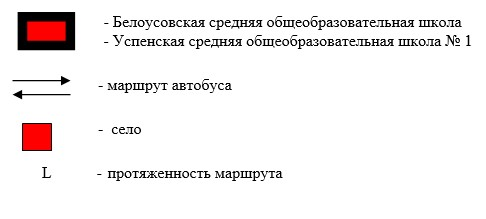 - Белоусовская средняя общеобразовательная школа
- Успенская средняя общеобразовательная школа № 1
- маршрут автобуса
- село
L - протяженность маршрута